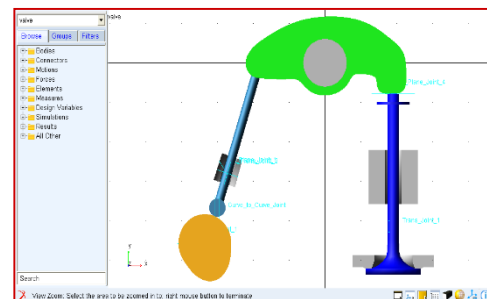 valve
valve
Browse Groups Filters
Bodies
Connectors
Motions
Forces
Elements
Measures
Design Variables
Simulations
Results
All Other
Search
View Zoom: Select the area to be zoomed in to, right mouse button to terminate